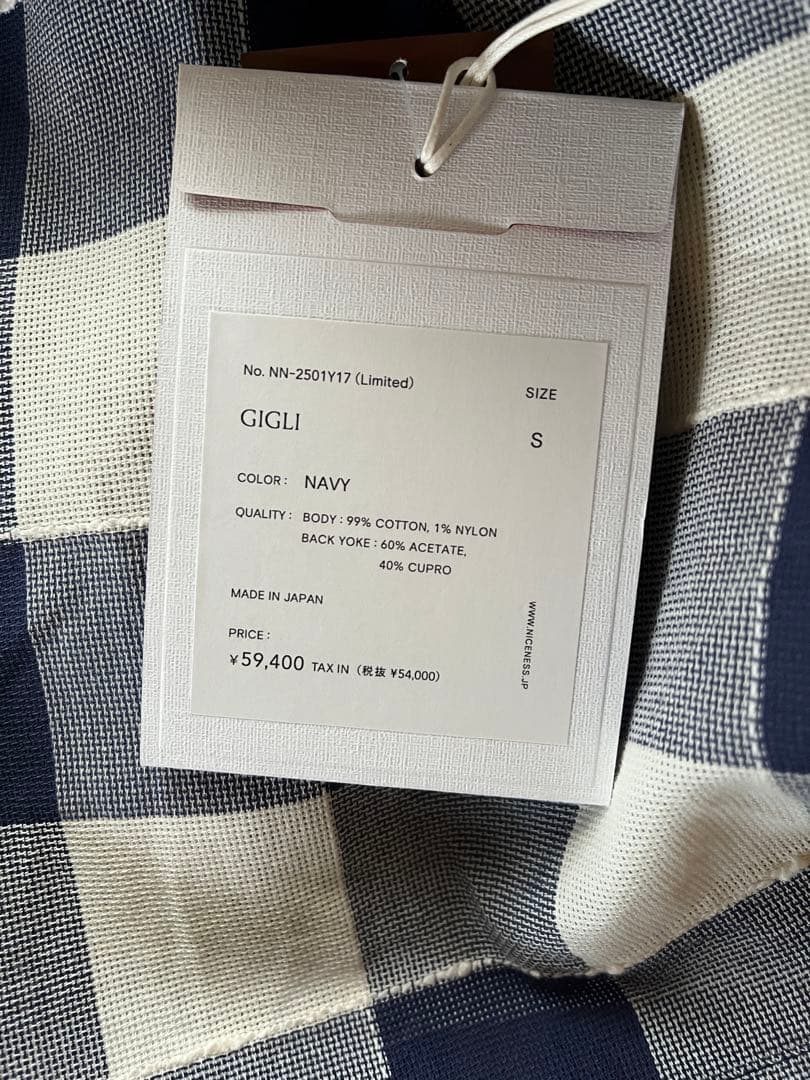 No. NN-2501Y17 (Limited)
SIZE
GIGLI
S
COLOR : NAVY
QUALITY : BODY : 99% COTTON, 1% NYLON
BACK YOKE : 60% ACETATE,
40% CUPRO
MADE IN JAPAN
PRICE :
¥59,400 TAX IN (税抜 ¥54,000)
WWW.NICENESS.JP